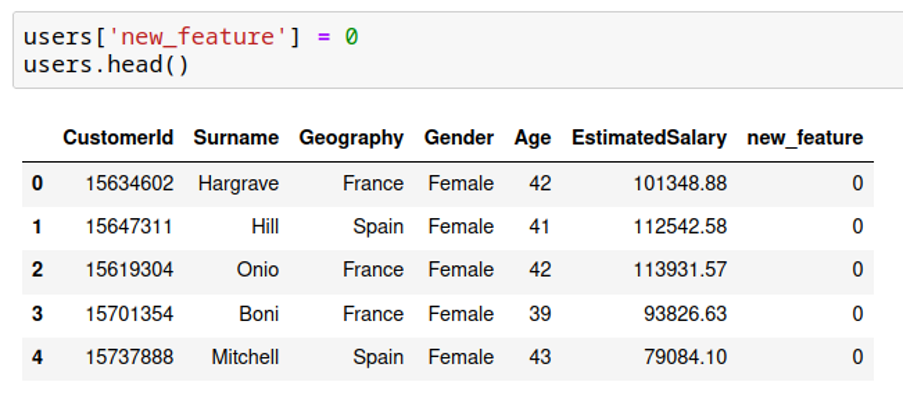 users['new_feature'] = 0
users.head()
CustomerId Surname Geography Gender Age EstimatedSalary new_feature
0 15634602 Hargrave France Female 42 101348.88 0
1 15647311 Hill Spain Female 41 112542.58 0
2 15619304 Onio France Female 42 113931.57 0
3 15701354 Boni France Female 39 93826.63 0
4 15737888 Mitchell Spain Female 43 79084.10 0